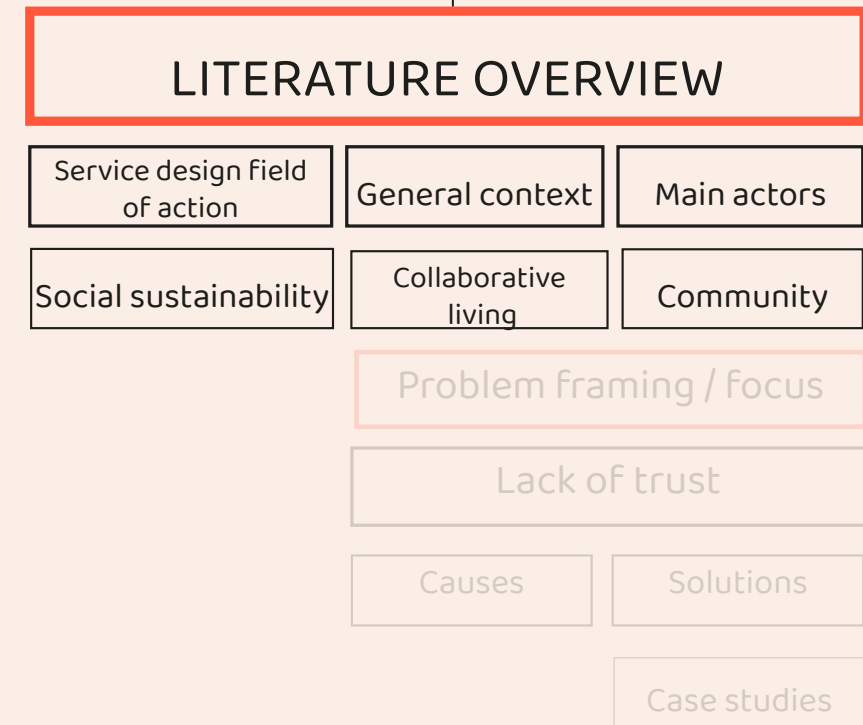 LITERATURE OVERVIEW
Service design field
of action
General context
Main actors
Social sustainability
Collaborative
living
Community
Problem framing / focus
Lack of trust
Causes
Solutions
Case studies